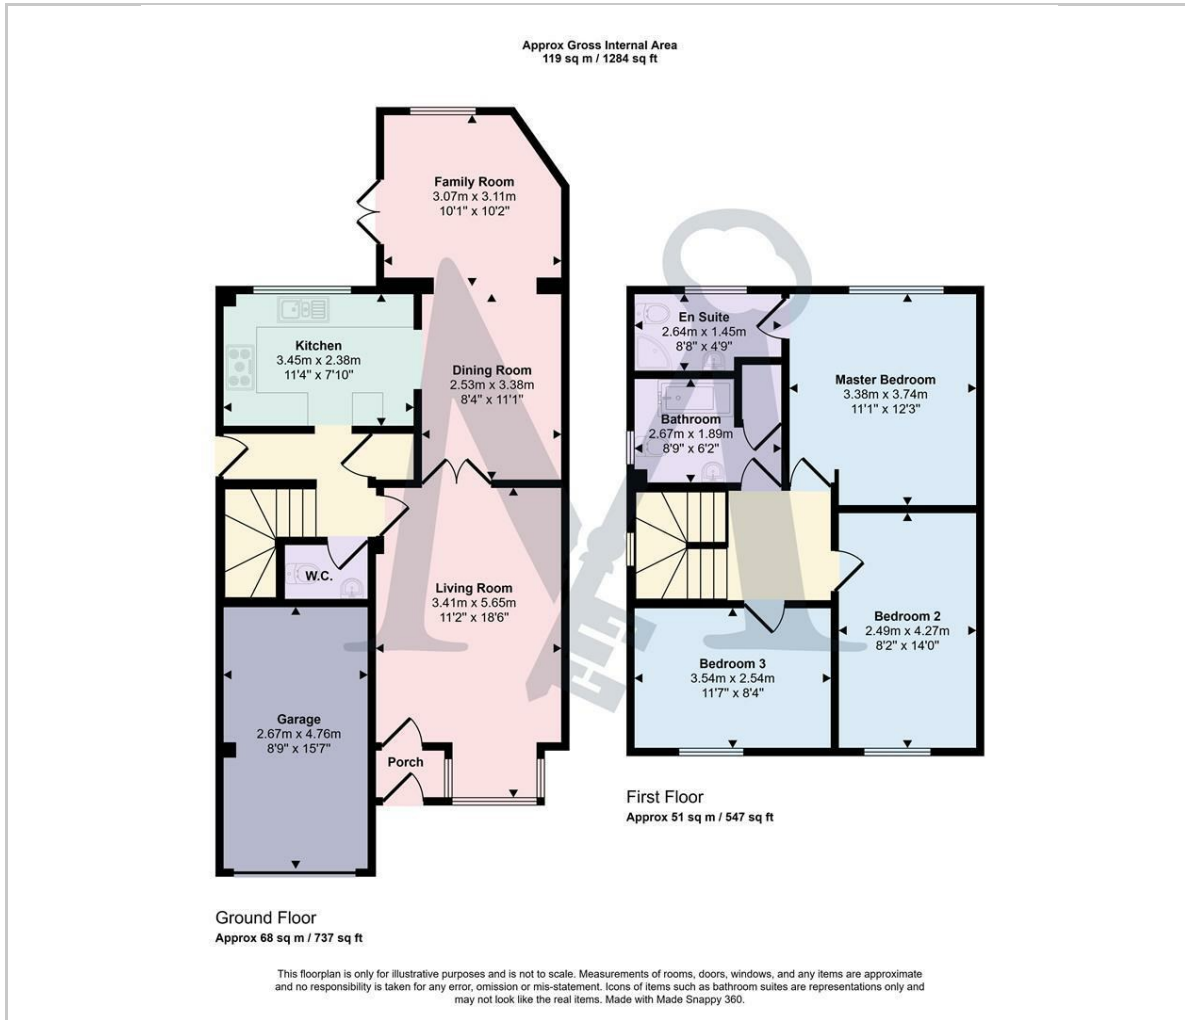 Approx Gross Internal Area
119 sq m / 1284 sq ft
Family Room
3.07m x 3.11m
10'1" x 10'2"
Kitchen
3.45m x 2.38m
11'4" x 7'10"
Dining Room
2.53m x 3.38m
8'4" x 11'1"
W.C.
Living Room
3.41m x 5.65m
11'2" x 18'6"
Garage
2.67m x 4.76m
8'9" x 15'7"
Porch
Ground Floor
Approx 68 sq m / 737 sq ft
En Suite
2.64m x 1.45m
8'8" x 4'9"
Master Bedroom
3.38m x 3.74m
11'1" x 12'3"
Bathroom
2.67m x 1.89m
8'9" x 6'2"
Bedroom 2
2.49m x 4.27m
8'2" x 14'0"
Bedroom 3
3.54m x 2.54m
11'7" x 8'4"
First Floor
Approx 51 sq m / 547 sq ft
This floorplan is only for illustrative purposes and is not to scale. Measurements of rooms, doors, windows, and any items are approximate
and no responsibility is taken for any error, omission or mis-statement. Icons of items such as bathroom suites are representations only and
may not look like the real items. Made with Made Snappy 360.